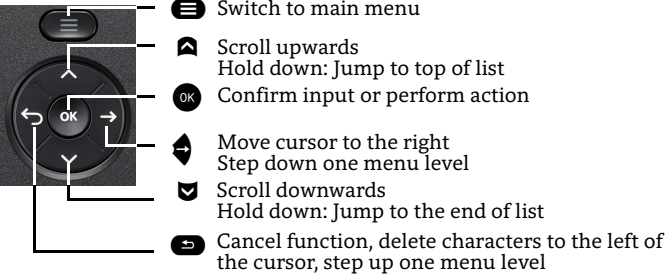 Switch to main menu
Scroll upwards
Hold down: Jump to top of list
OK
OK Confirm input or perform action
Move cursor to the right
Step down one menu level
Scroll downwards
Hold down: Jump to the end of list
Cancel function, delete characters to the left of
the cursor, step up one menu level